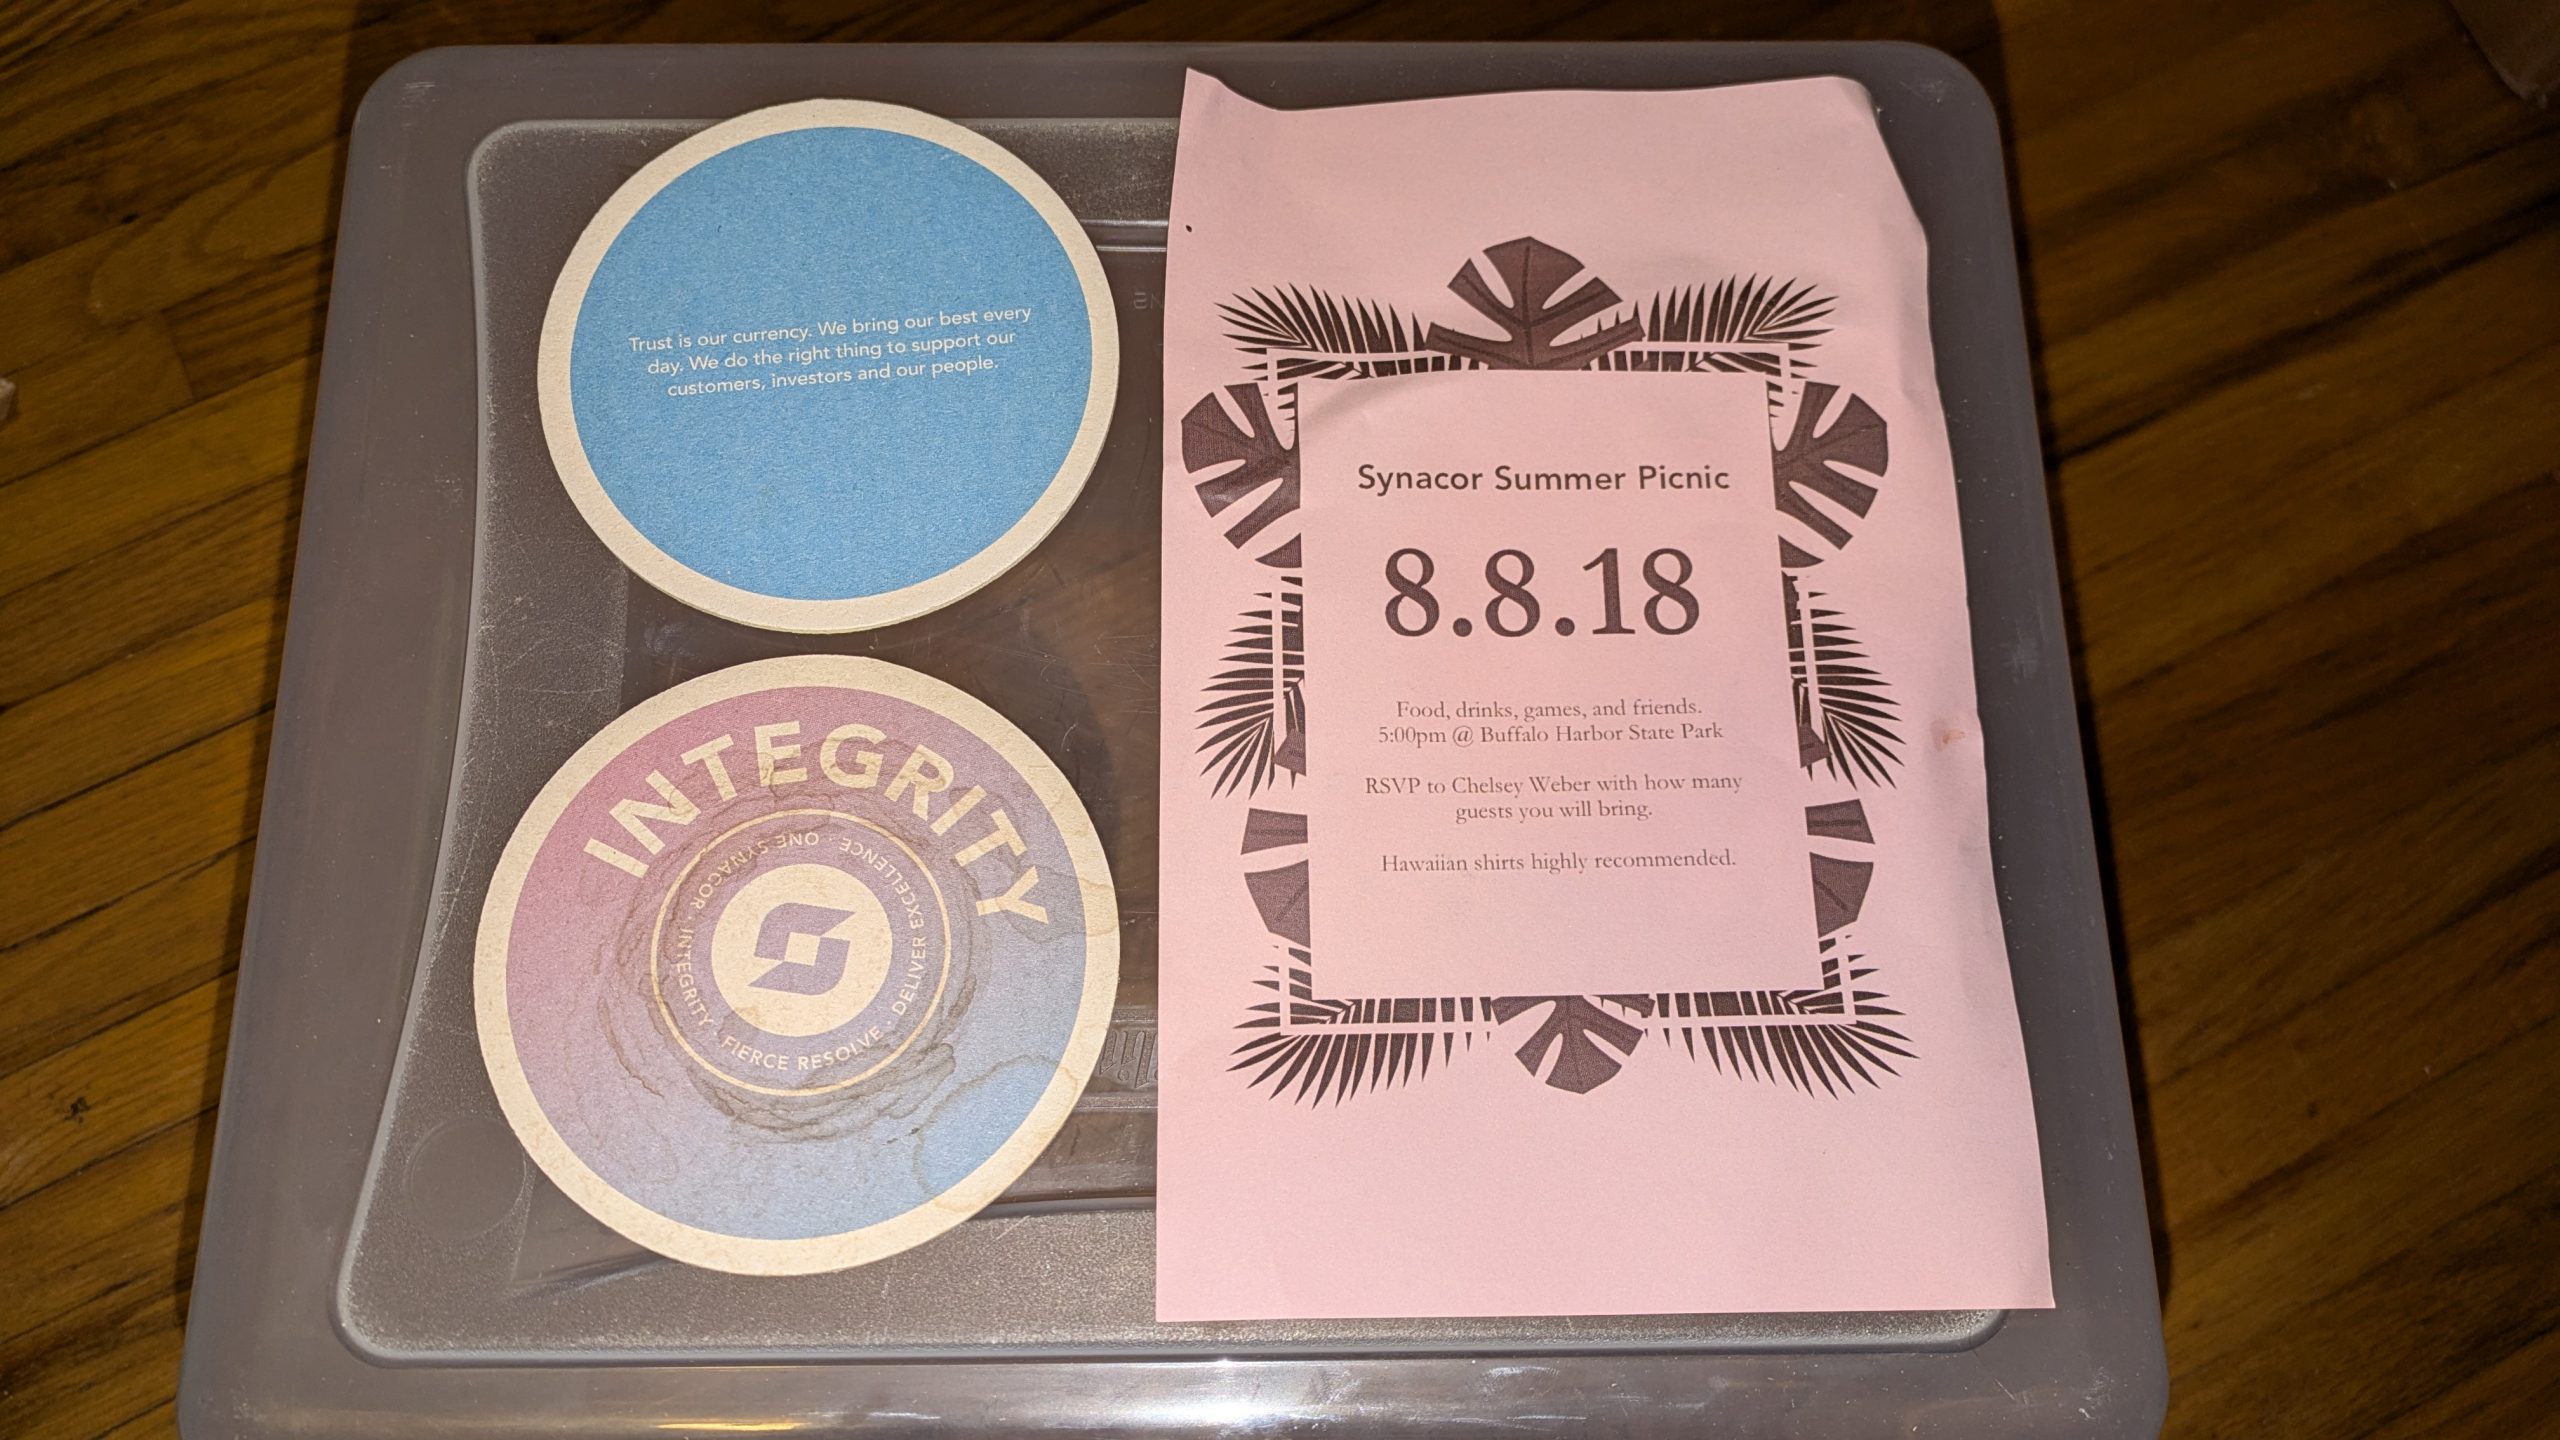 Trust is our currency. We bring our best every
day. We do the right thing to support our
customers, investors and our people.
INTEGRITY
ONE SYNACOR · INTEGRITY · FIERCE RESOLVE · DELIVER EXCELLENCE ·
Synacor Summer Picnic
8.8.18
Food, drinks, games, and friends.
5:00pm @ Buffalo Harbor State Park
RSVP to Chelsey Weber with how many
guests you will bring.
Hawaiian shirts highly recommended.